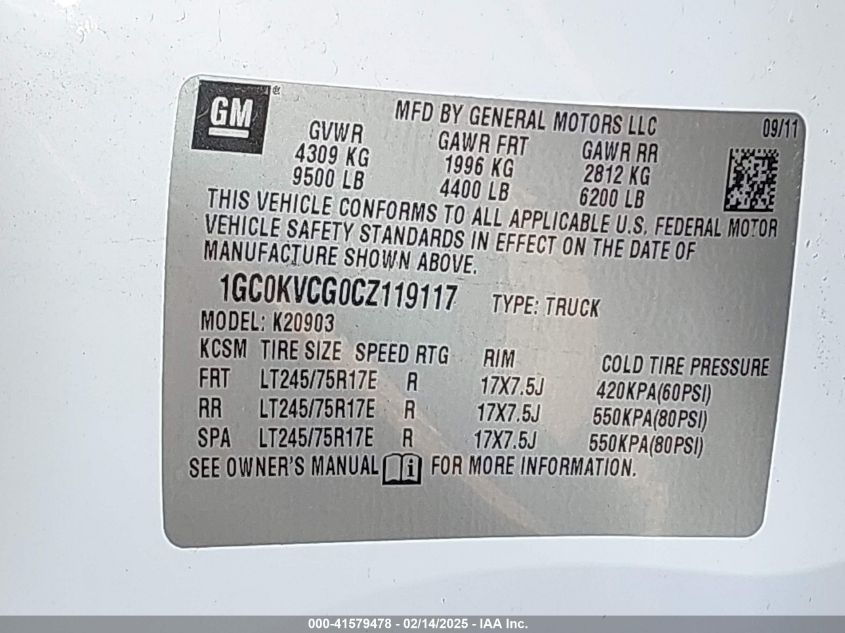 GM ®
MFD BY GENERAL MOTORS LLC 09/11
GVWR GAWR FRT GAWR RR
4309 KG 1996 KG 2812 KG
9500 LB 4400 LB 6200 LB
THIS VEHICLE CONFORMS TO ALL APPLICABLE U.S. FEDERAL MOTOR
VEHICLE SAFETY STANDARDS IN EFFECT ON THE DATE OF
MANUFACTURE SHOWN ABOVE.
1GC0KVCG0CZ119117 TYPE: TRUCK
MODEL: K20903
KCSM TIRE SIZE SPEED RTG RIM COLD TIRE PRESSURE
FRT LT245/75R17E R 17X7.5J 420KPA(60PSI)
RR LT245/75R17E R 17X7.5J 550KPA(80PSI)
SPA LT245/75R17E R 17X7.5J 550KPA(80PSI)
SEE OWNER'S MANUAL i FOR MORE INFORMATION.
000-41579478 - 02/14/2025 - IAA Inc.